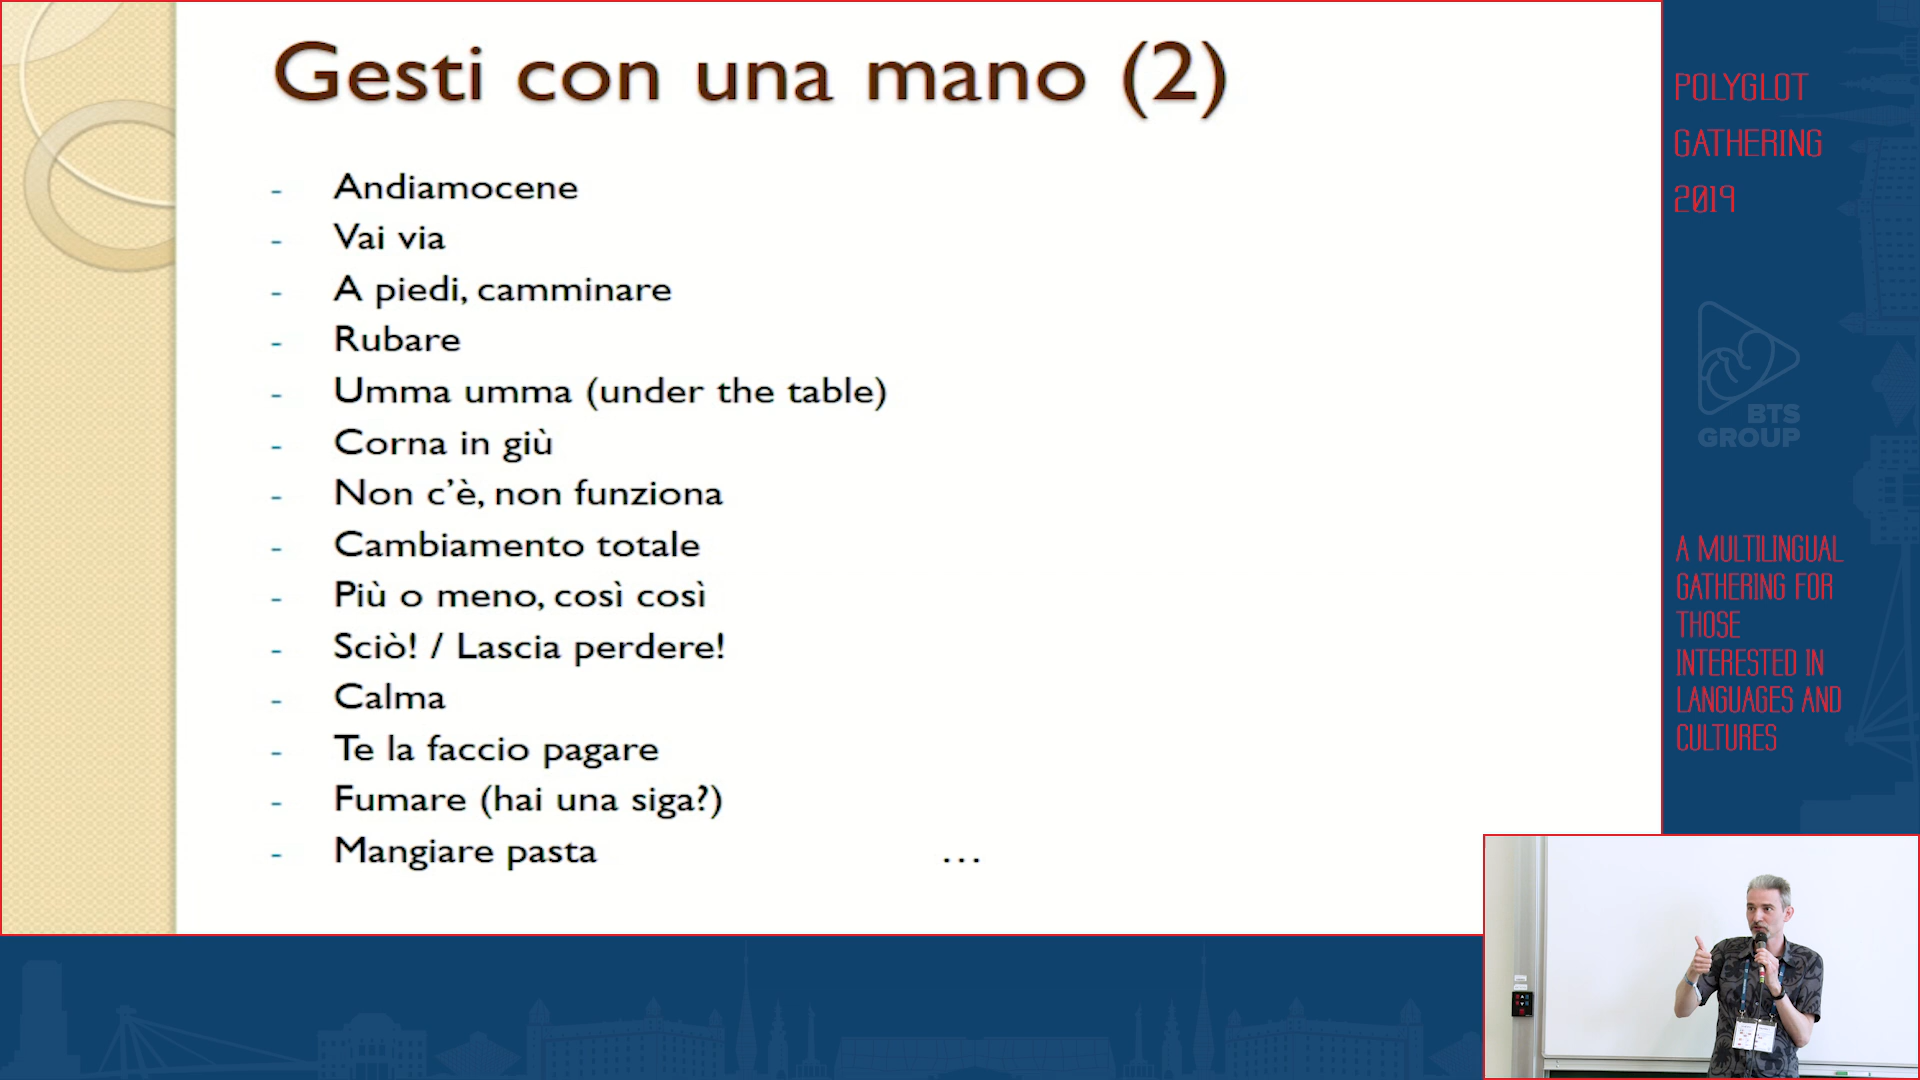 Gesti con una mano (2)
- Andiamocene
- Vai via
- A piedi, camminare
- Rubare
- Umma umma (under the table)
- Corna in giù
- Non c’è, non funziona
- Cambiamento totale
- Più o meno, così così
- Sciò! / Lascia perdere!
- Calma
- Te la faccio pagare
- Fumare (hai una siga?)
- Mangiare pasta
...
POLYGLOT
GATHERING
2019
BTS
GROUP
A MULTILINGUAL
GATHERING FOR
THOSE
INTERESTED IN
LANGUAGES AND
CULTURES